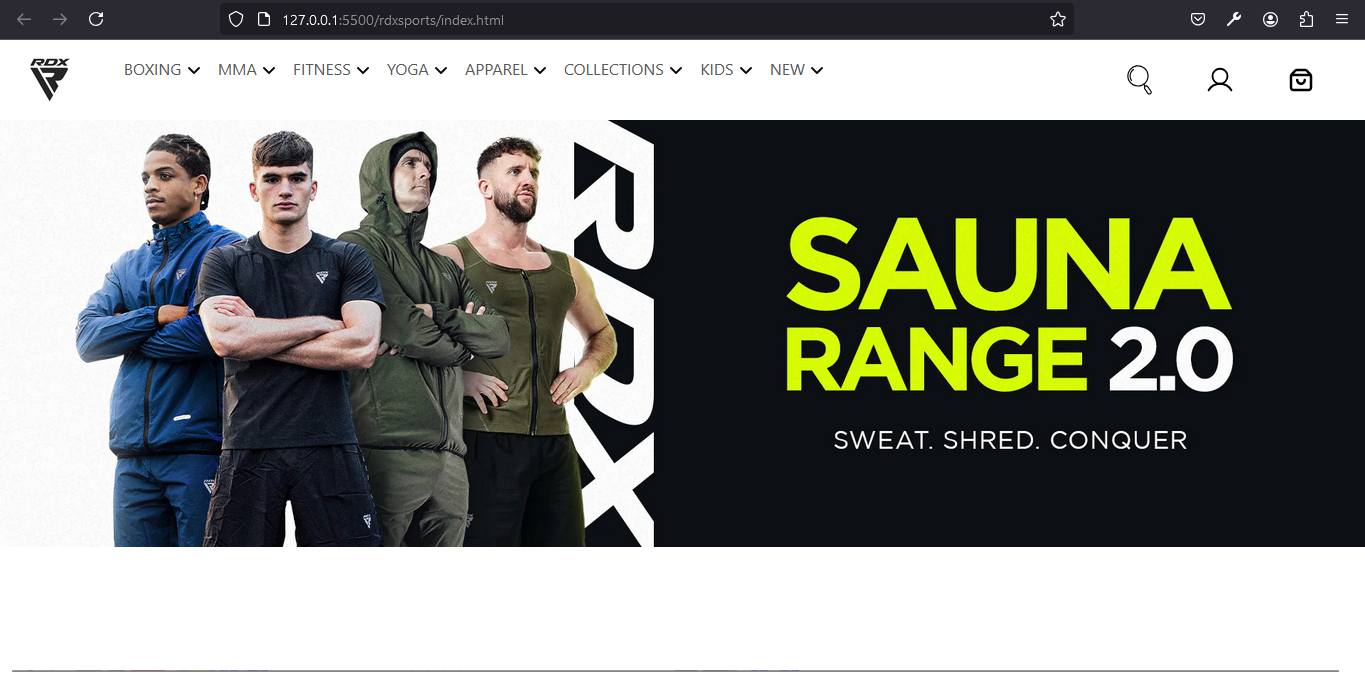 127.0.0.1:5500/rdxsports/index.html
RDX
BOXING MMA FITNESS YOGA APPAREL COLLECTIONS KIDS NEW
RDX
SAUNA
RANGE 2.0
SWEAT. SHRED. CONQUER